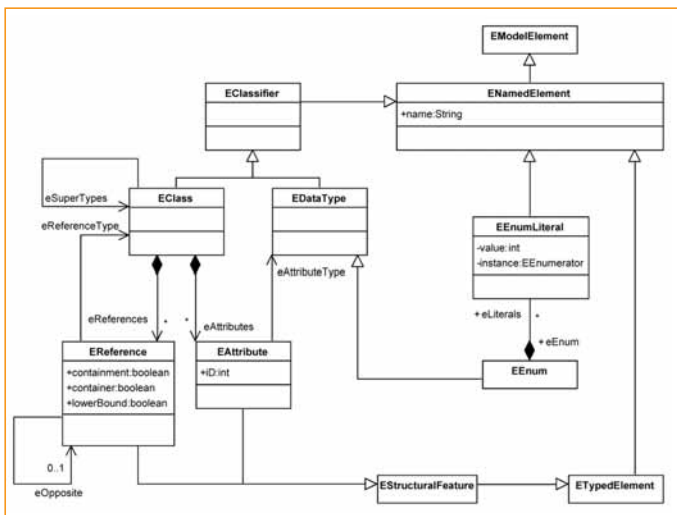 EModelElement
EClassifier
ENamedElement
+name:String
eSuperTypes
EClass
EDataType
EEnumLiteral
-value:int
-instance:EEnumerator
eReferenceType
eAttributeType
eReferences
*
*
eAttributes
+ eLiterals
*
+ eEnum
EReference
+containment:boolean
+container:boolean
+lowerBound:boolean
EAttribute
+iD:int
EEnum
0..1
eOpposite
EStructuralFeature
ETypedElement